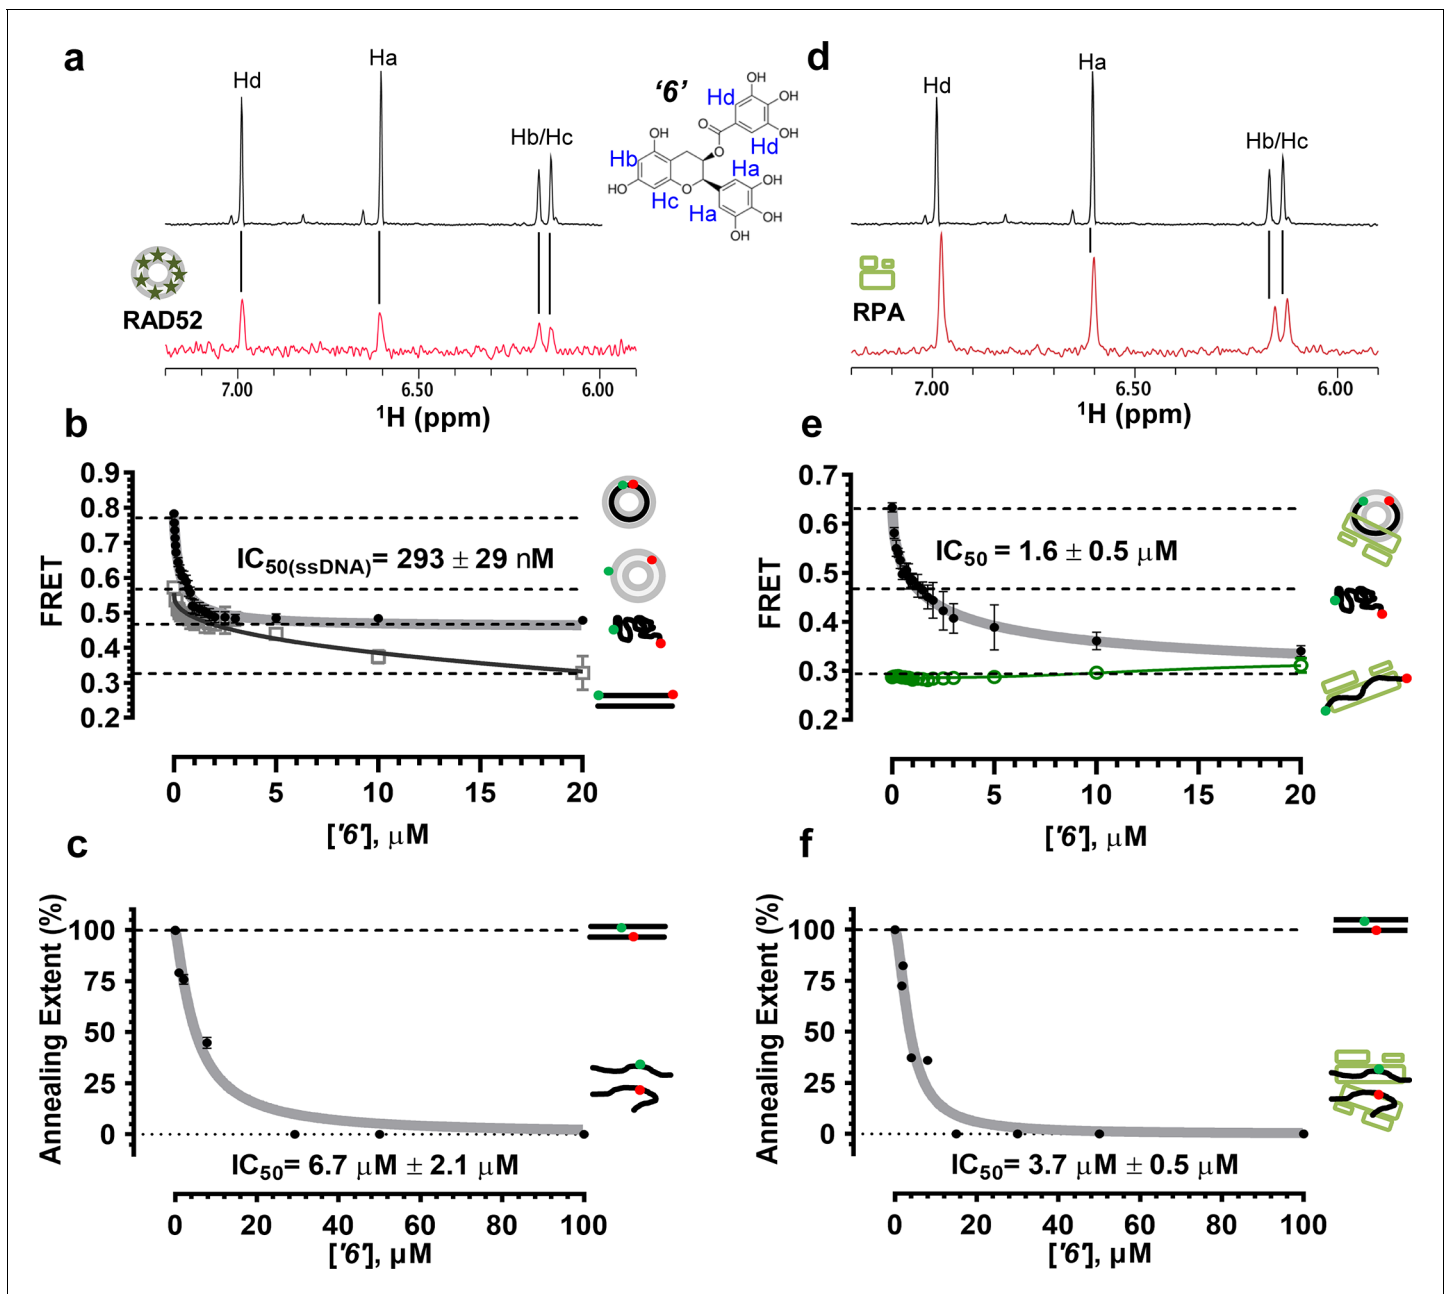 a
Hd
Ha
Hb/Hc
'6'
OH
Hd
OH
OH
O
O
Hd
OH
Hb
Ha
HO
O
OH
Hc
Ha
OH
OH
RAD52
7.00 6.50 6.00
1H (ppm)
d
Hd
Ha
Hb/Hc
RPA
7.00 6.50 6.00
1H (ppm)
b
FRET
0.9
0.8
0.7
0.6
0.5
0.4
0.3
0.2
IC50(ssDNA)= 293 ± 29 nM
0 5 10 15 20
['6'], μM
e
FRET
0.7
0.6
0.5
0.4
0.3
0.2
IC50 = 1.6 ± 0.5 μM
0 5 10 15 20
['6'], μM
c
Annealing Extent (%)
100
75
50
25
0
IC50= 6.7 μM ± 2.1 μM
0 20 40 60 80 100
['6'], μM
f
Annealing Extent (%)
100
75
50
25
0
IC50= 3.7 μM ± 0.5 μM
0 20 40 60 80 100
['6'], μM